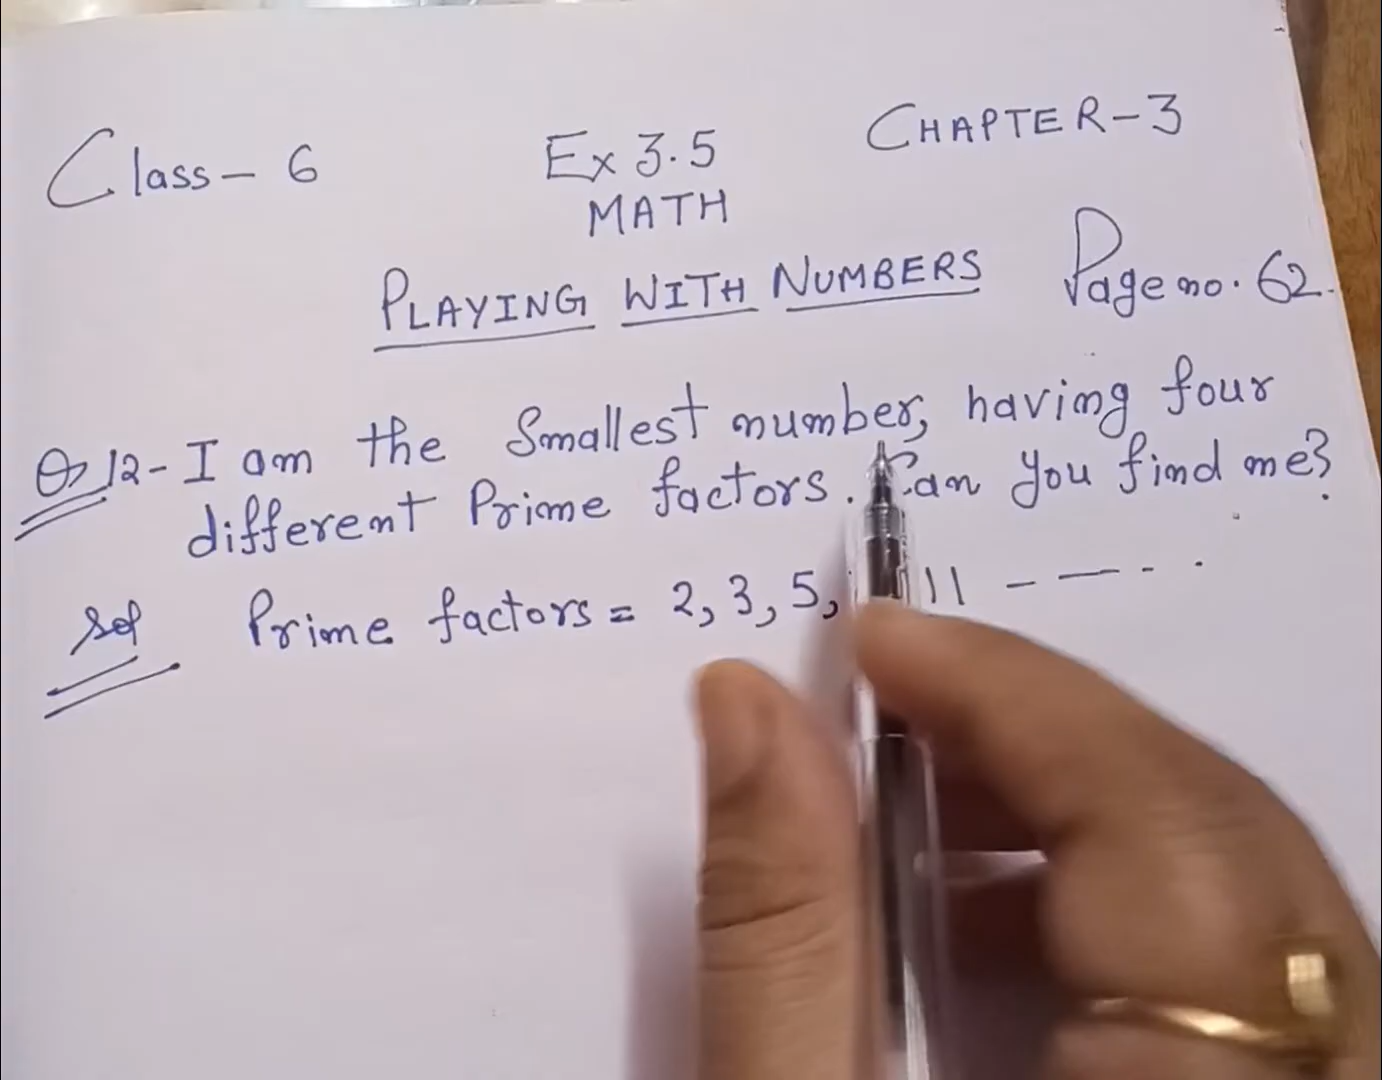 Class - 6 Ex 3.5 CHAPTER-3
MATH
PLAYING WITH NUMBERS Page no. 62.
Q 12- I am the Smallest number, having four
different Prime factors. Can you find me?
Sol Prime factors = 2, 3, 5, 11 - — - . .